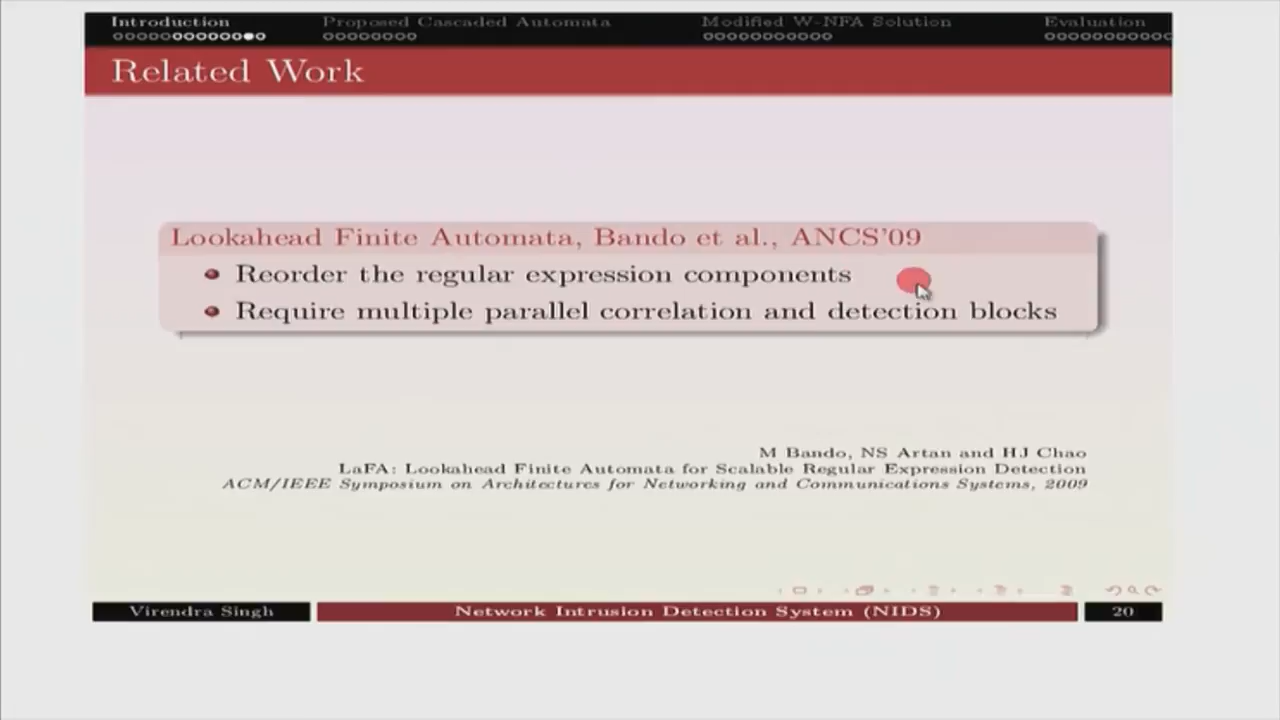 Introduction Proposed Cascaded Automata Modified W-NFA Solution Evaluation
Related Work
Lookahead Finite Automata, Bando et al., ANCS'09
Reorder the regular expression components
Require multiple parallel correlation and detection blocks
M Bando, NS Artan and HJ Chao
LaFA: Lookahead Finite Automata for Scalable Regular Expression Detection
ACM/IEEE Symposium on Architectures for Networking and Communications Systems, 2009
Virendra Singh Network Intrusion Detection System (NIDS) 20